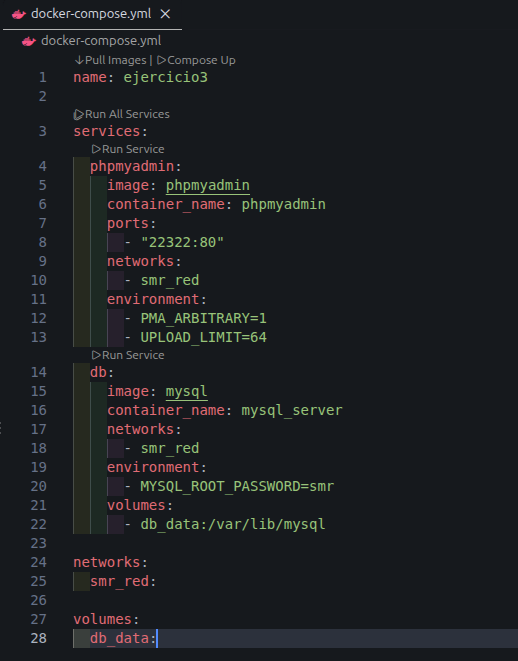 docker-compose.yml ×
docker-compose.yml
↓Pull Images | ▷Compose Up
1 name: ejercicio3
2
▷Run All Services
3 services:
▷Run Service
4   phpmyadmin:
5     image: phpmyadmin
6     container_name: phpmyadmin
7     ports:
8       - "22322:80"
9     networks:
10       - smr_red
11     environment:
12       - PMA_ARBITRARY=1
13       - UPLOAD_LIMIT=64
▷Run Service
14   db:
15     image: mysql
16     container_name: mysql_server
17     networks:
18       - smr_red
19     environment:
20       - MYSQL_ROOT_PASSWORD=smr
21     volumes:
22       - db_data:/var/lib/mysql
23
24 networks:
25   smr_red:
26
27 volumes:
28   db_data: